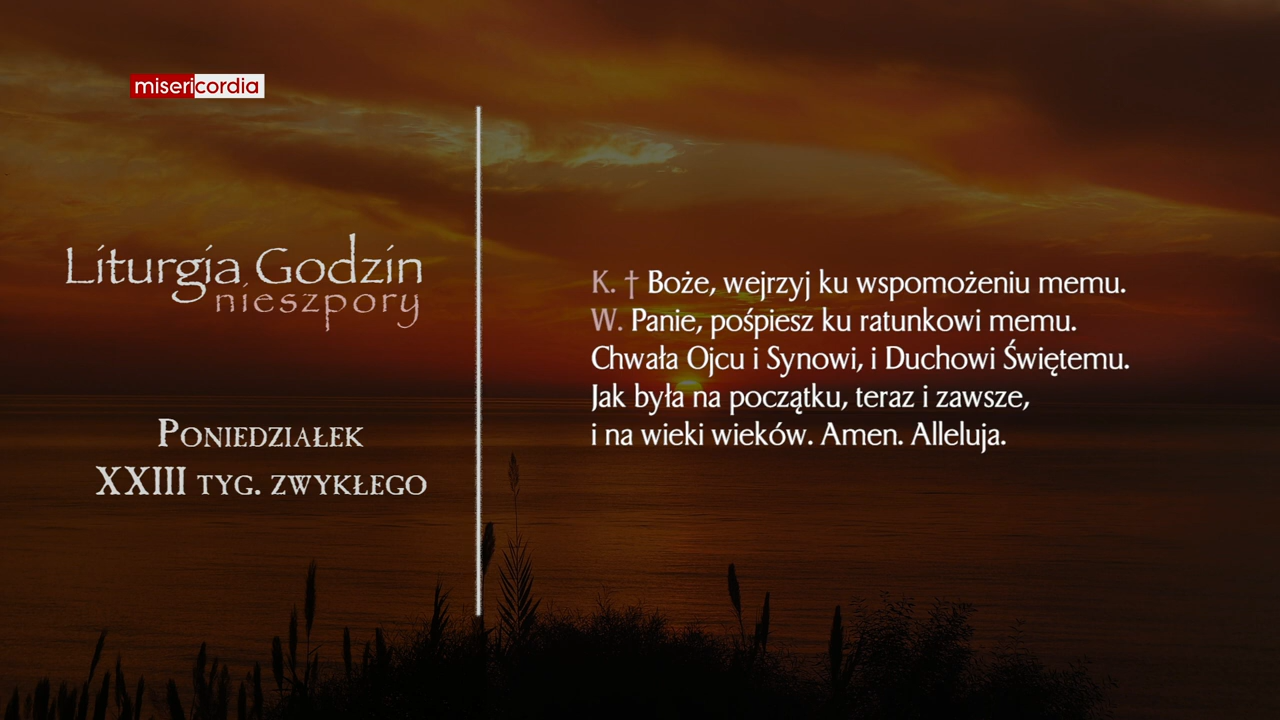 misericordia
Liturgia Godzin
nieszpory
Poniedziałek
XXIII tyg. zwykłego
K. † Boże, wejrzyj ku wspomożeniu memu.
W. Panie, pośpiesz ku ratunkowi memu.
Chwała Ojcu i Synowi, i Duchowi Świętemu.
Jak była na początku, teraz i zawsze,
i na wieki wieków. Amen. Alleluja.